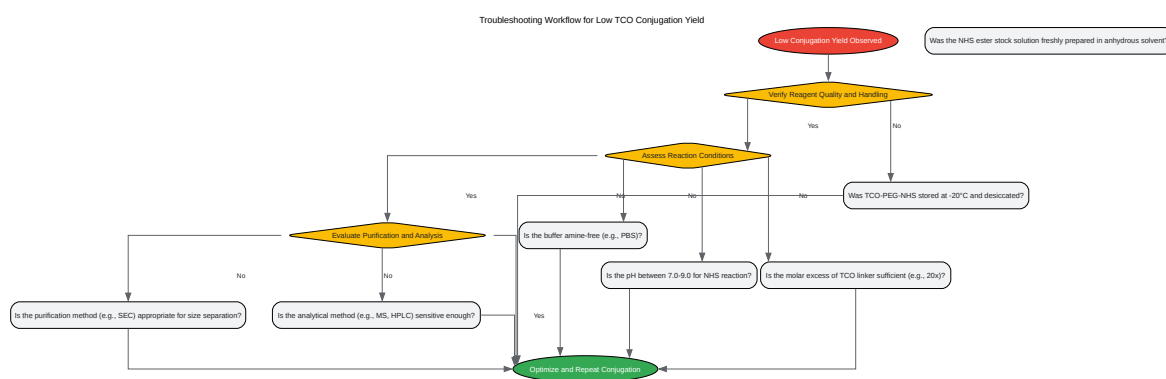 Troubleshooting Workflow for Low TCO Conjugation Yield
Low Conjugation Yield Observed
Was the NHS ester stock solution freshly prepared in anhydrous solvent?
Verify Reagent Quality and Handling
Yes
No
Assess Reaction Conditions
Yes
No
No
No
Was TCO-PEG-NHS stored at -20°C and desiccated?
Evaluate Purification and Analysis
Is the buffer amine-free (e.g., PBS)?
No
No
Is the pH between 7.0-9.0 for NHS reaction?
Is the molar excess of TCO linker sufficient (e.g., 20x)?
Is the purification method (e.g., SEC) appropriate for size separation?
Is the analytical method (e.g., MS, HPLC) sensitive enough?
Yes
Optimize and Repeat Conjugation